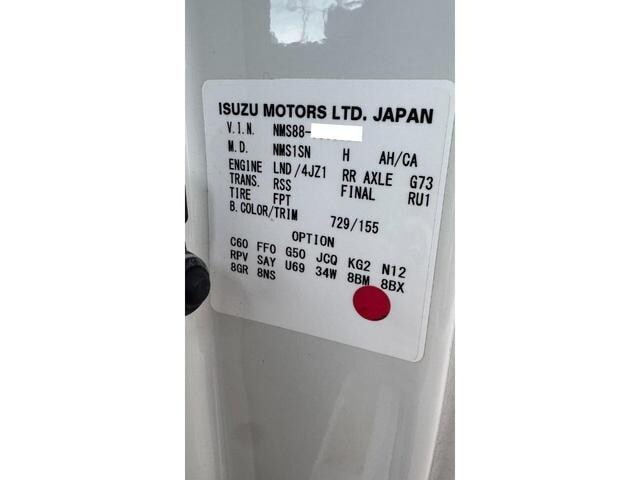 ISUZU MOTORS LTD. JAPAN
V.I.N. NMS88-
M.D. NMS1SN H AH/CA
ENGINE LND/4JZ1 RR AXLE G73
TRANS. RSS FINAL RU1
TIRE FPT
B.COLOR/TRIM 729/155
OPTION
C60 FF0 G50 JCQ KG2 N12
RPV SAY U69 34W 8BM 8BX
8GR 8NS